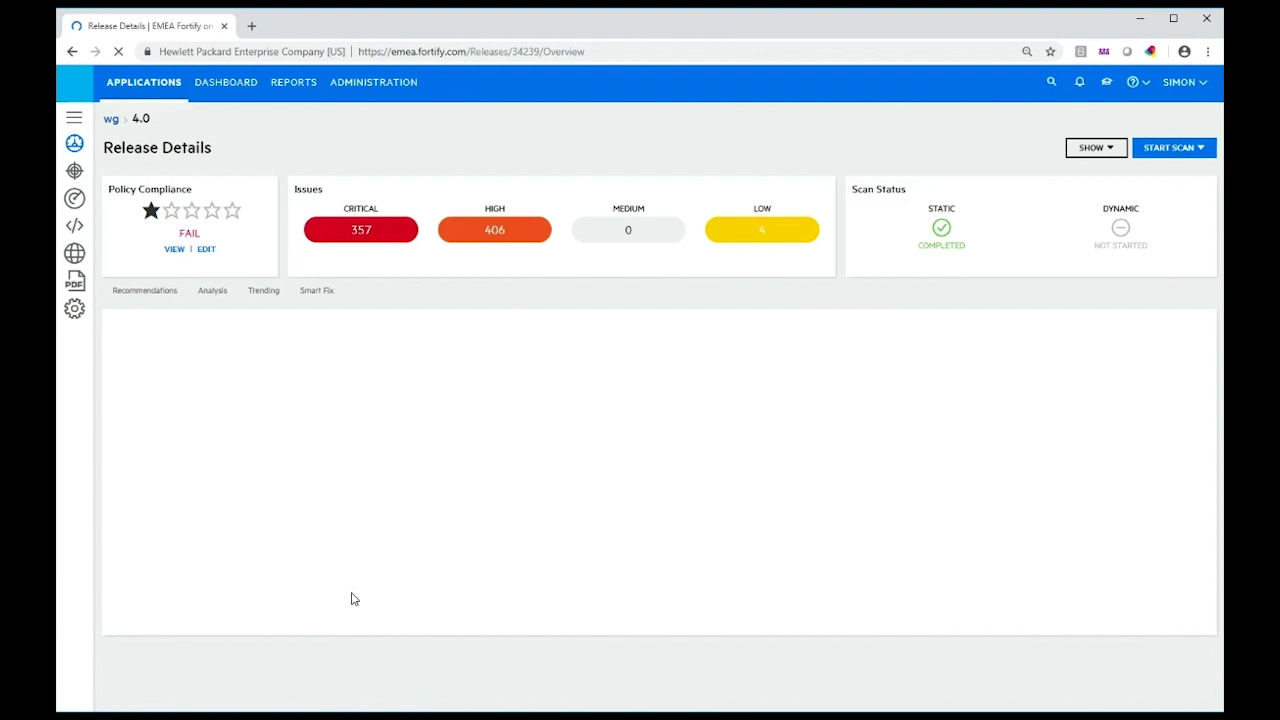 Release Details | EMEA Fortify on
Hewlett Packard Enterprise Company [US] | https://emea.fortify.com/Releases/34239/Overview
APPLICATIONS DASHBOARD REPORTS ADMINISTRATION SIMON
wg > 4.0
Release Details
SHOW START SCAN
Policy Compliance
FAIL
VIEW | EDIT
Issues
CRITICAL HIGH MEDIUM LOW
357 406 0 4
Scan Status
STATIC DYNAMIC
COMPLETED NOT STARTED
PDF
Recommendations Analysis Trending Smart Fix